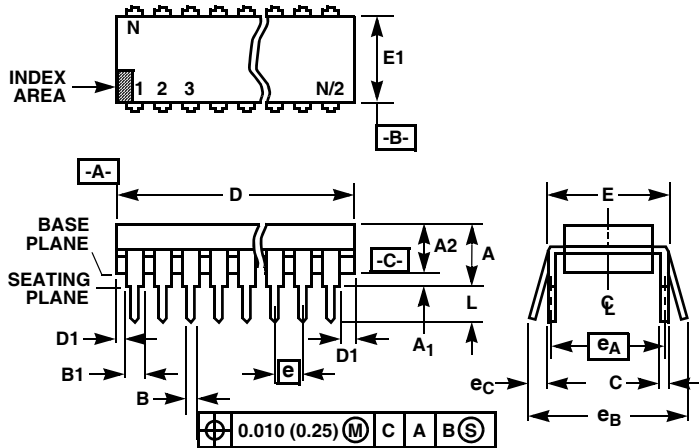 N
INDEX
AREA
1 2 3 N/2
E1
-B-
-A-
D
E
BASE
PLANE
A2
A
-C-
SEATING
PLANE
L
℄
D1
A1
D1
eA
B1
e
eC
C
B
eB
⌖ 0.010 (0.25) Ⓜ C A B Ⓢ